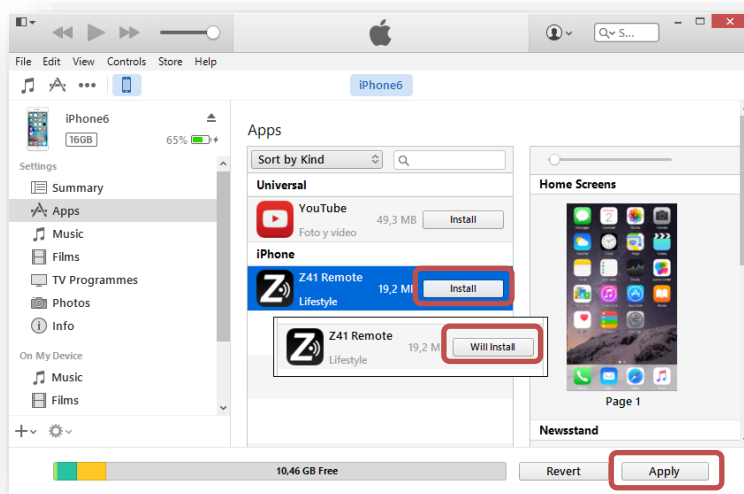 S...
File Edit View Controls Store Help
iPhone6
iPhone6
16GB
65%
Settings
Summary
Apps
Music
Films
TV Programmes
Photos
Info
On My Device
Music
Films
Apps
Sort by Kind
Universal
YouTube
49,3 MB
Install
Foto y vídeo
iPhone
Z41 Remote
19,2 M
Install
Lifestyle
Z41 Remote
19,2 M
Will Install
Lifestyle
Home Screens
Page 1
Newsstand
10,46 GB Free
Revert
Apply